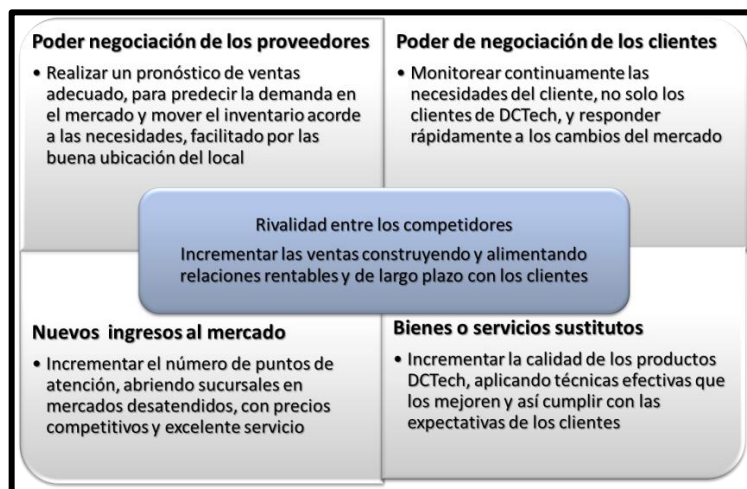 Poder negociación de los proveedores
• Realizar un pronóstico de ventas
adecuado, para predecir la demanda en
el mercado y mover el inventario acorde
a las necesidades, facilitado por las
buena ubicación del local
Poder de negociación de los clientes
• Monitorear continuamente las
necesidades del cliente, no solo los
clientes de DCTech, y responder
rápidamente a los cambios del mercado
Rivalidad entre los competidores
Incrementar las ventas construyendo y alimentando
relaciones rentables y de largo plazo con los clientes
Nuevos ingresos al mercado
• Incrementar el número de puntos de
atención, abriendo sucursales en
mercados desatendidos, con precios
competitivos y excelente servicio
Bienes o servicios sustitutos
• Incrementar la calidad de los productos
DCTech, aplicando técnicas efectivas que
los mejoren y así cumplir con las
expectativas de los clientes